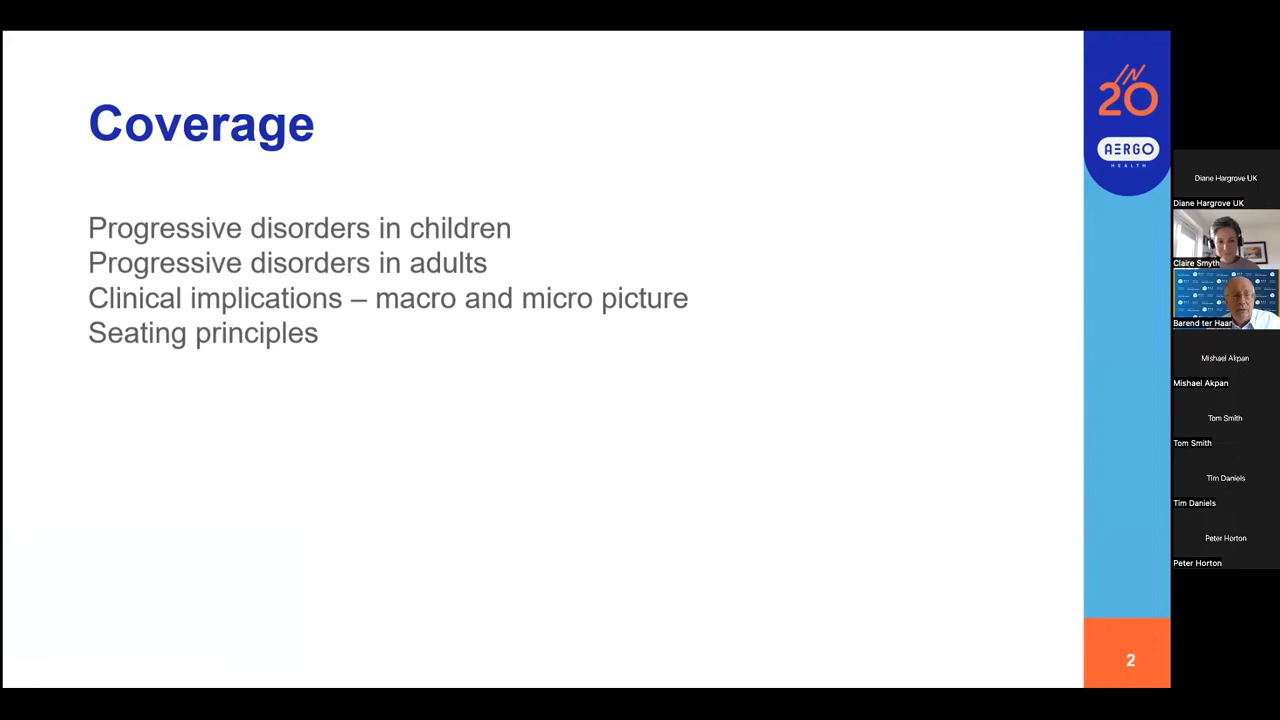 Coverage
Progressive disorders in children
Progressive disorders in adults
Clinical implications – macro and micro picture
Seating principles
IN
20
AERGO
HEALTH
2
Diane Hargrove UK
Diane Hargrove UK
Claire Smyth
Barend ter Haar
Mishael Akpan
Mishael Akpan
Tom Smith
Tom Smith
Tim Daniels
Tim Daniels
Peter Horton
Peter Horton